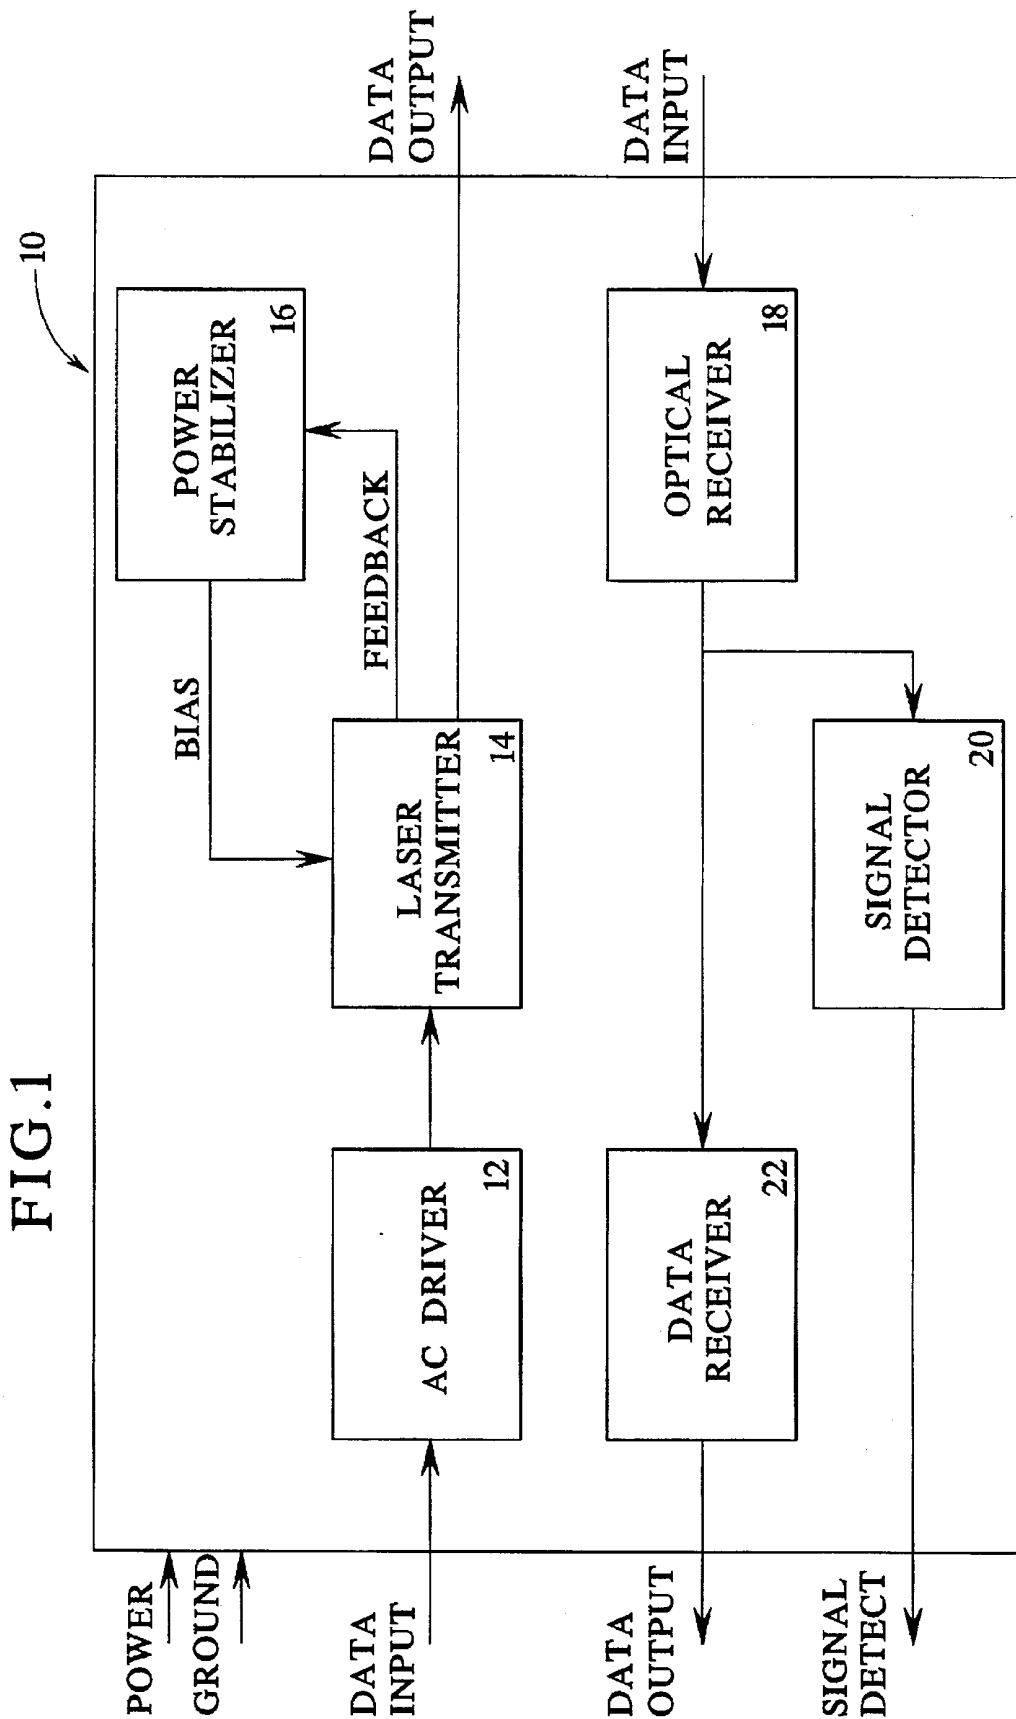 FIG.1
10
POWER
GROUND
DATA
INPUT
DATA
OUTPUT
SIGNAL
DETECT
BIAS
POWER
STABILIZER
16
FEEDBACK
AC DRIVER
12
LASER
TRANSMITTER
14
DATA
OUTPUT
DATA
RECEIVER
22
OPTICAL
RECEIVER
18
DATA
INPUT
SIGNAL
DETECTOR
20